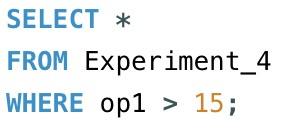 SELECT *
FROM Experiment_4
WHERE op1 > 15;